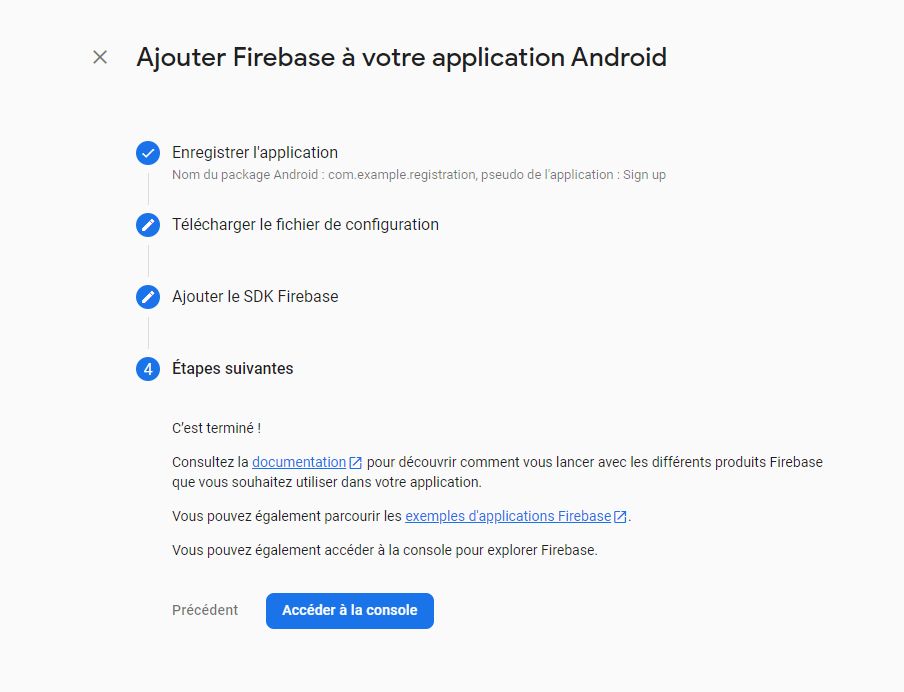 Ajouter Firebase à votre application Android
Enregistrer l'application
Nom du package Android : com.example.registration, pseudo de l'application : Sign up
Télécharger le fichier de configuration
Ajouter le SDK Firebase
4 Étapes suivantes
C'est terminé !
Consultez la documentation pour découvrir comment vous lancer avec les différents produits Firebase
que vous souhaitez utiliser dans votre application.
Vous pouvez également parcourir les exemples d'applications Firebase.
Vous pouvez également accéder à la console pour explorer Firebase.
Précédent Accéder à la console